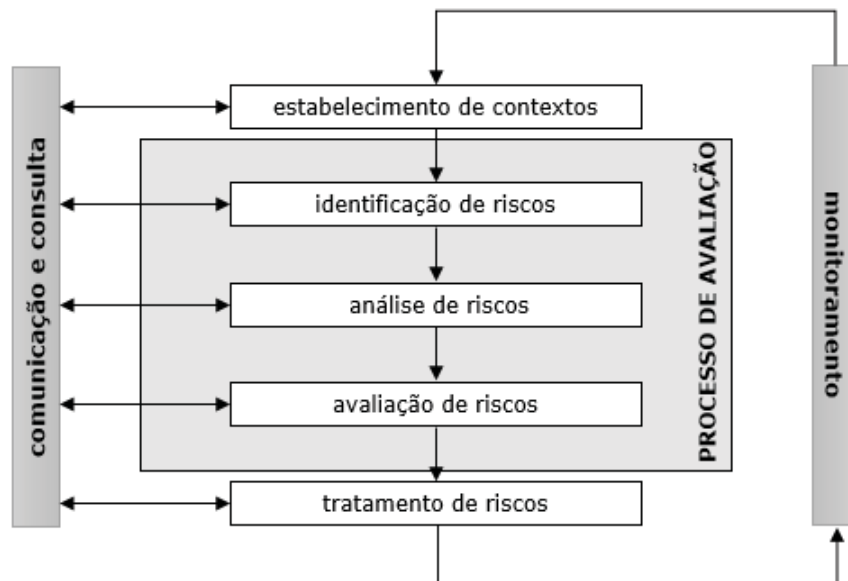 comunicação e consulta
estabelecimento de contextos
PROCESSO DE AVALIAÇÃO
identificação de riscos
análise de riscos
avaliação de riscos
tratamento de riscos
monitoramento